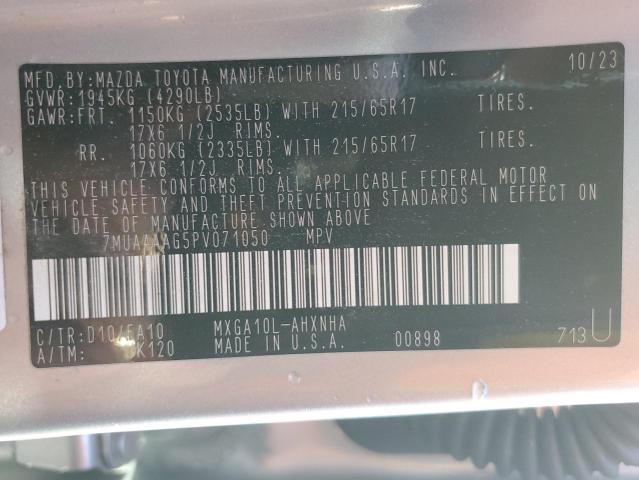 MFD.BY:MAZDA TOYOTA MANUFACTURING U.S.A. INC. 10/23
GVWR:1945KG (4290LB)
GAWR:FRT. 1150KG (2535LB) WITH 215/65R17 TIRES.
17X6 1/2J RIMS.
RR. 1060KG (2335LB) WITH 215/65R17 TIRES.
17X6 1/2J RIMS.
THIS VEHICLE CONFORMS TO ALL APPLICABLE FEDERAL MOTOR
VEHICLE SAFETY AND THEFT PREVENTION STANDARDS IN EFFECT ON
THE DATE OF MANUFACTURE SHOWN ABOVE.
7MUAAAAG5PV071050 MPV
C/TR:D10/FA10 MXGA10L-AHXNHA
A/TM: K120 MADE IN U.S.A. 00898 713U